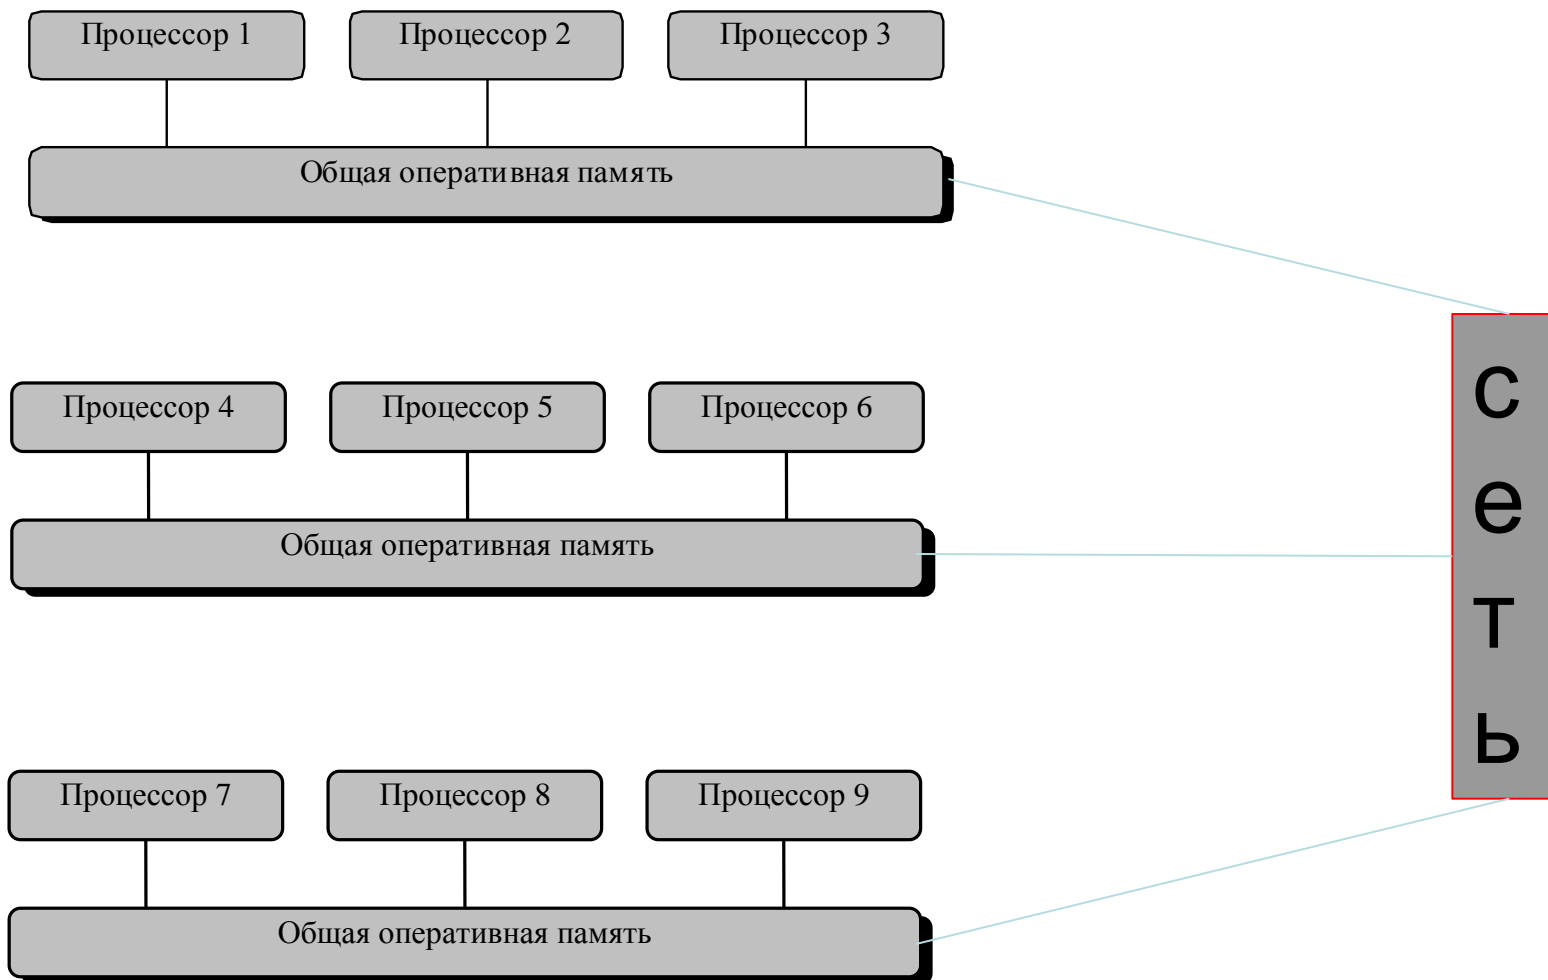 Процессор 1
Процессор 2
Процессор 3
Общая оперативная память
Процессор 4
Процессор 5
Процессор 6
Общая оперативная память
Процессор 7
Процессор 8
Процессор 9
Общая оперативная память
с
е
т
ь